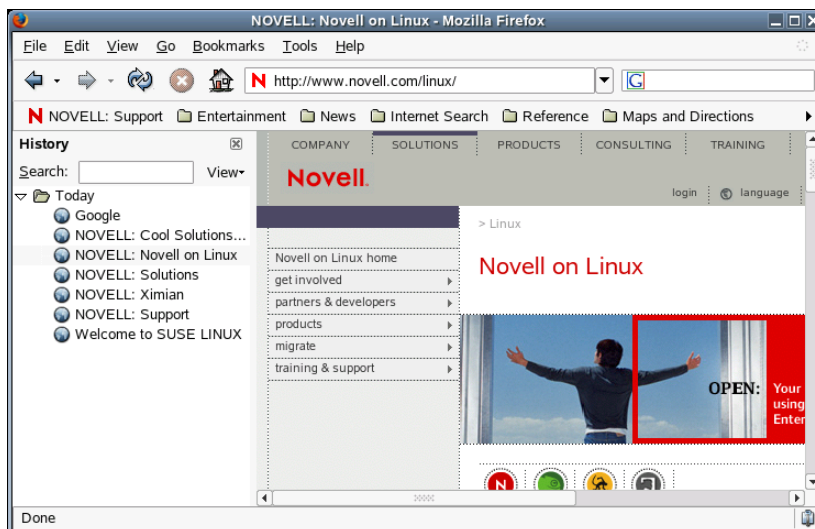 NOVELL: Novell on Linux - Mozilla Firefox
File Edit View Go Bookmarks Tools Help
N http://www.novell.com/linux/ G
N NOVELL: Support Entertainment News Internet Search Reference Maps and Directions
History
Search: View
Today
Google
NOVELL: Cool Solutions...
NOVELL: Novell on Linux
NOVELL: Solutions
NOVELL: Ximian
NOVELL: Support
Welcome to SUSE LINUX
COMPANY SOLUTIONS PRODUCTS CONSULTING TRAINING
Novell.
login language
> Linux
Novell on Linux home
get involved
partners & developers
products
migrate
training & support
Novell on Linux
OPEN:
Your
using
Enter
N
Done